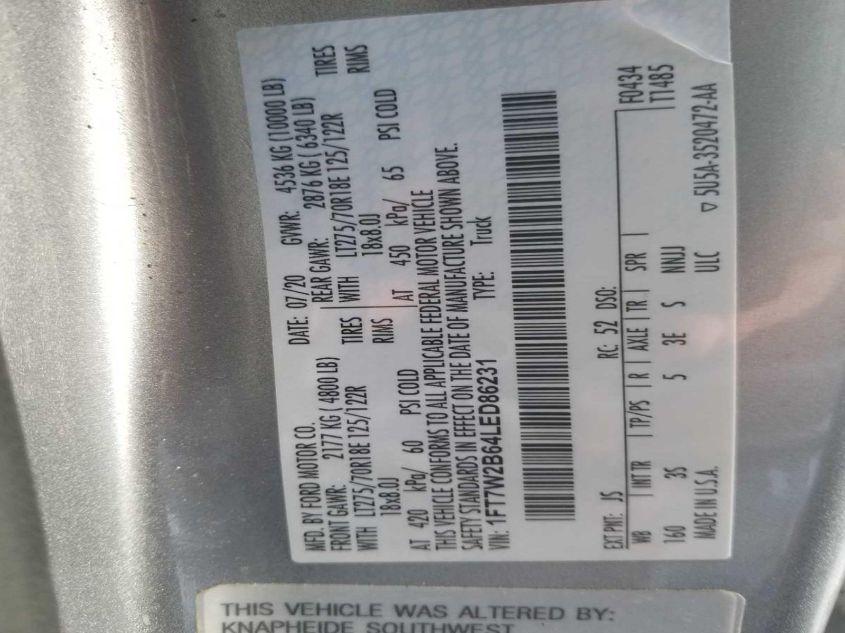 MFD. BY FORD MOTOR CO.
DATE: 07/20 GVWR: 4536 KG (10000 LB)
FRONT GAWR: 2177 KG (4800 LB) REAR GAWR: 2876 KG (6340 LB)
WITH LT275/70R18E 125/122R TIRES WITH LT275/70R18E 125/122R TIRES
18x8.0J RIMS 18x8.0J RIMS
AT 420 kPa/ 60 PSI COLD AT 450 kPa/ 65 PSI COLD
THIS VEHICLE CONFORMS TO ALL APPLICABLE FEDERAL MOTOR VEHICLE
SAFETY STANDARDS IN EFFECT ON THE DATE OF MANUFACTURE SHOWN ABOVE.
VIN: 1FT7W2B64LED86231 TYPE: Truck
F0434
T1485
EXT PNT: JS RC: 52 DSO:
WB INT TR TP/PS R AXLE TR SPR
160 3S 5 3E S NNJJ
MADE IN U.S.A. ULC
▽ 5U5A-3520472-AA
THIS VEHICLE WAS ALTERED BY:
KNAPHEIDE SOUTHWEST